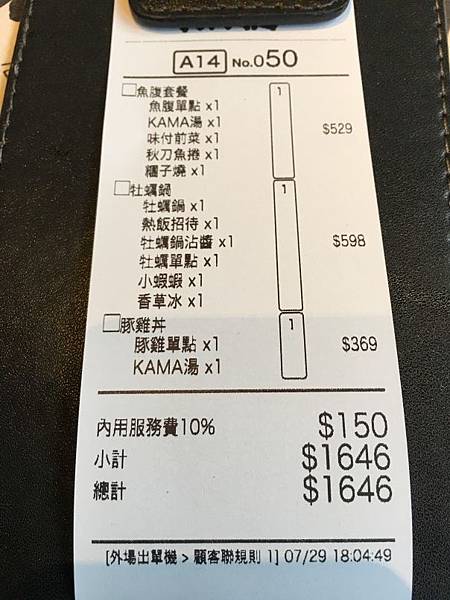 A14 No.050
魚腹套餐 1
魚腹單點 x1
KAMA湯 x1
味付前菜 x1 $529
秋刀魚捲 x1
糰子燒 x1
牡蠣鍋 1
牡蠣鍋 x1
熱飯招待 x1
牡蠣鍋沾醬 x1 $598
牡蠣單點 x1
小蝦蝦 x1
香草冰 x1
豚雞丼 1
豚雞單點 x1 $369
KAMA湯 x1
內用服務費10% $150
小計 $1646
總計 $1646
[外場出單機 > 顧客聯規則 1] 07/29 18:04:49